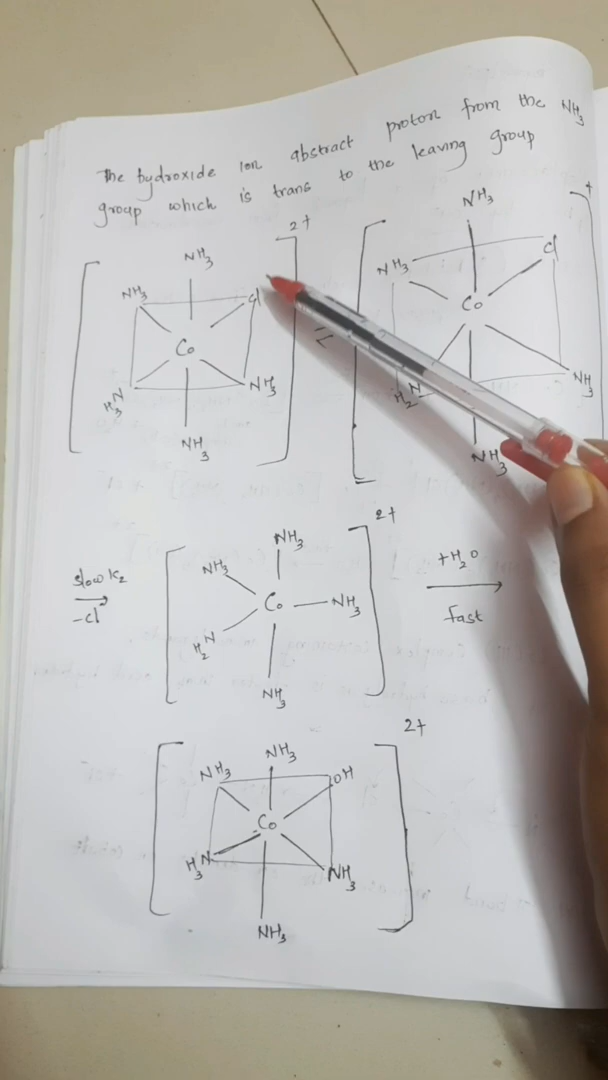 The hydroxide ion abstract proton from the NH3
group which is trans to the leaving group
2+
NH3
NH3
Cl
Co
H3N
NH3
NH3
+
NH3
NH3
Cl
Co
H2N
NH3
NH3
slow k2
-Cl
2+
NH3
NH3
Co
NH3
H2N
NH3
+H2O
fast
2+
NH3
NH3
OH
Co
H3N
NH3
NH3